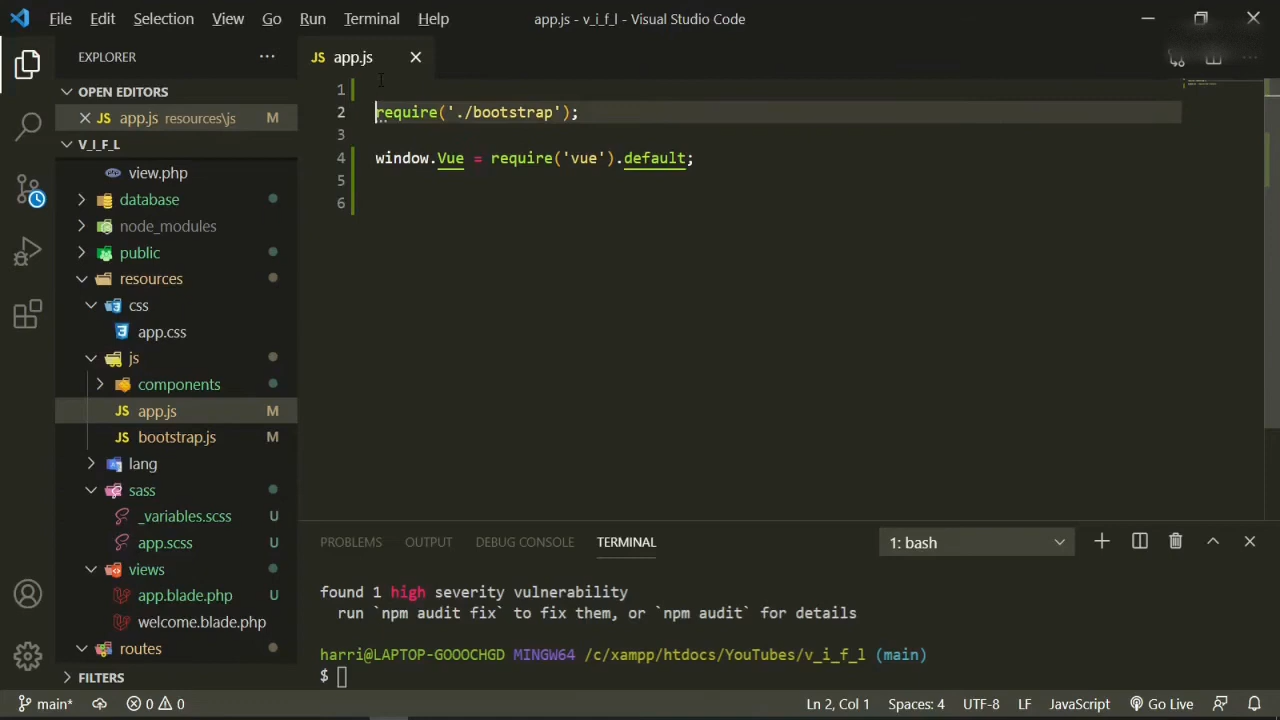 File Edit Selection View Go Run Terminal Help app.js - v_i_f_l - Visual Studio Code
EXPLORER ···
JS app.js
OPEN EDITORS
app.js resources\js M
V_I_F_L
view.php
database
node_modules
public
resources
css
app.css
js
components
JS app.js M
JS bootstrap.js M
lang
sass
_variables.scss U
app.scss U
views
app.blade.php U
welcome.blade.php
routes
FILTERS
1
2 require('./bootstrap');
3
4 window.Vue = require('vue').default;
5
6
PROBLEMS OUTPUT DEBUG CONSOLE TERMINAL 1: bash
found 1 high severity vulnerability
run `npm audit fix` to fix them, or `npm audit` for details
harri@LAPTOP-GOOOCHGD MINGW64 /c/xampp/htdocs/YouTubes/v_i_f_l (main)
$
main* 0 0 Ln 2, Col 1 Spaces: 4 UTF-8 LF JavaScript Go Live